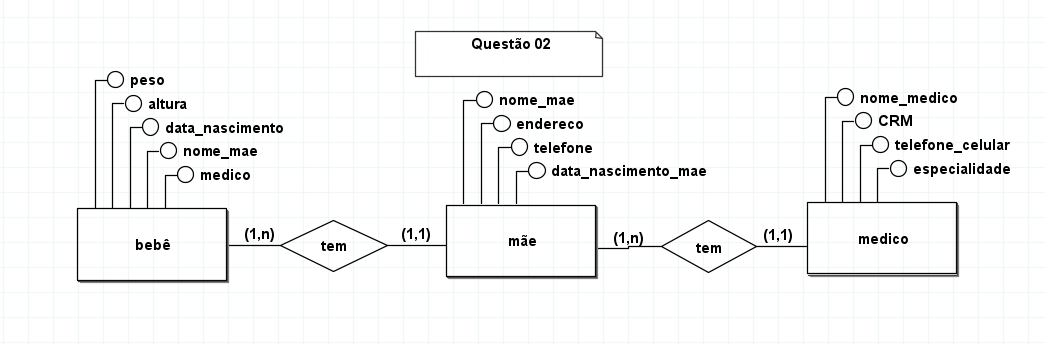 Questão 02
peso
altura
data_nascimento
nome_mae
medico
nome_mae
endereco
telefone
data_nascimento_mae
nome_medico
CRM
telefone_celular
especialidade
bebê
(1,n)
tem
(1,1)
mãe
(1,n)
tem
(1,1)
medico